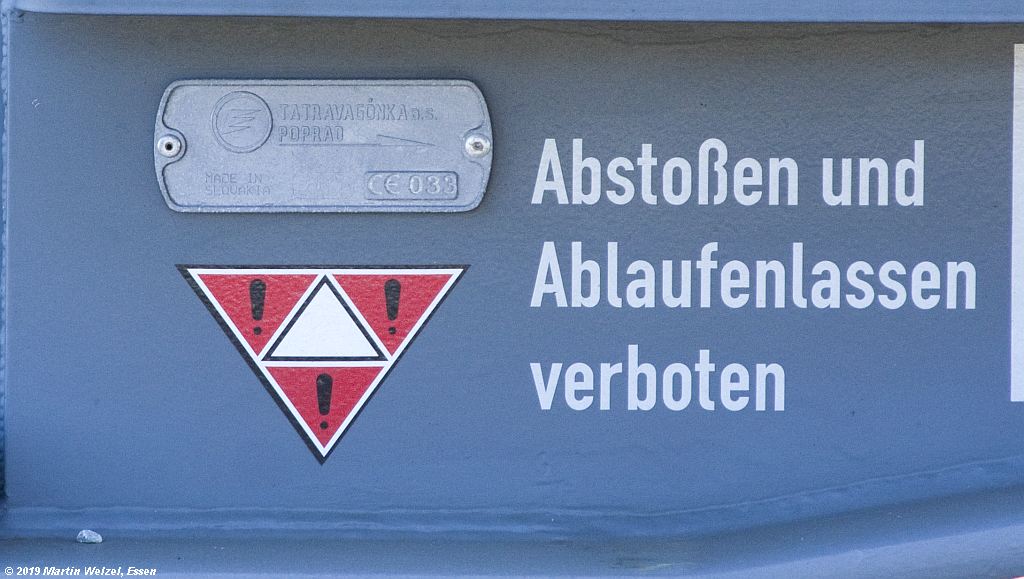 TATRAVAGÓNKA a.s.
POPRAD
MADE IN
SLOVAKIA
CE 033
Abstoßen und
Ablaufenlassen
verboten
! !
!
© 2019 Martin Welzel, Essen